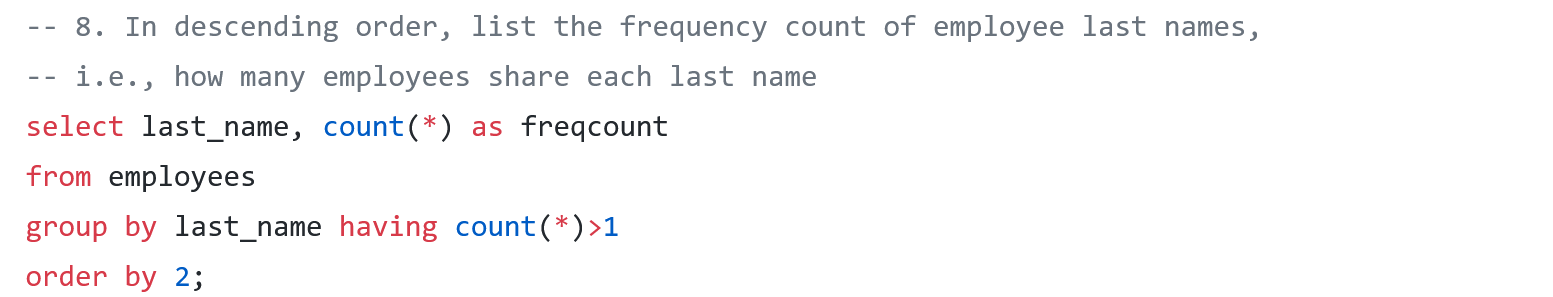 -- 8. In descending order, list the frequency count of employee last names,
-- i.e., how many employees share each last name
select last_name, count(*) as freqcount
from employees
group by last_name having count(*)>1
order by 2;